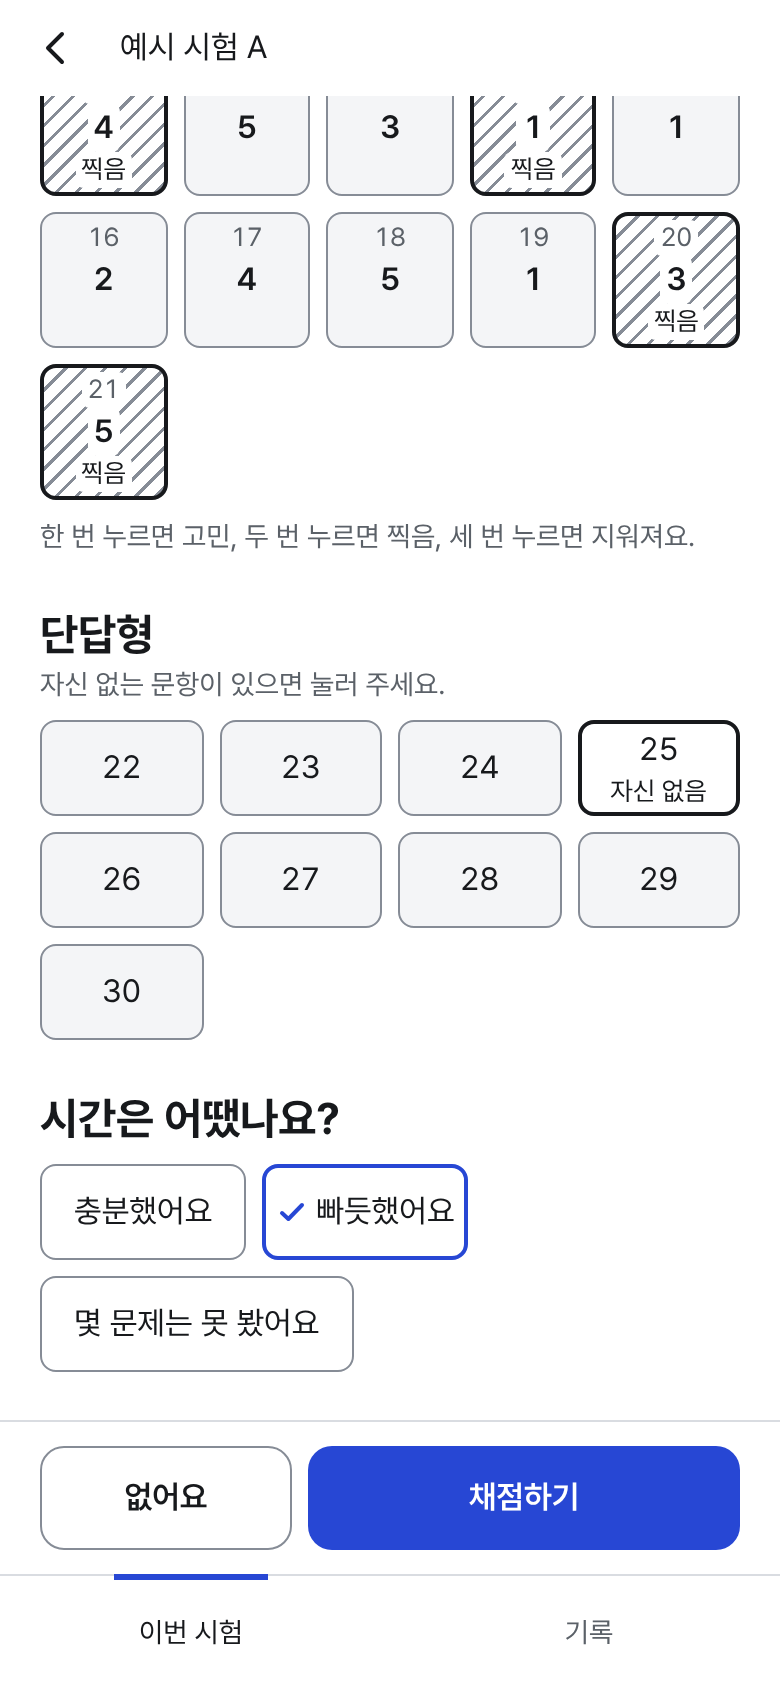 예시 시험 A
4 5 3 1 1
찍음 찍음
16 17 18 19 20
2 4 5 1 3
찍음
21
5
찍음
한 번 누르면 고민, 두 번 누르면 찍음, 세 번 누르면 지워져요.
단답형
자신 없는 문항이 있으면 눌러 주세요.
22 23 24 25
자신 없음
26 27 28 29
30
시간은 어땠나요?
충분했어요 빠듯했어요
몇 문제는 못 봤어요
없어요 채점하기
이번 시험 기록